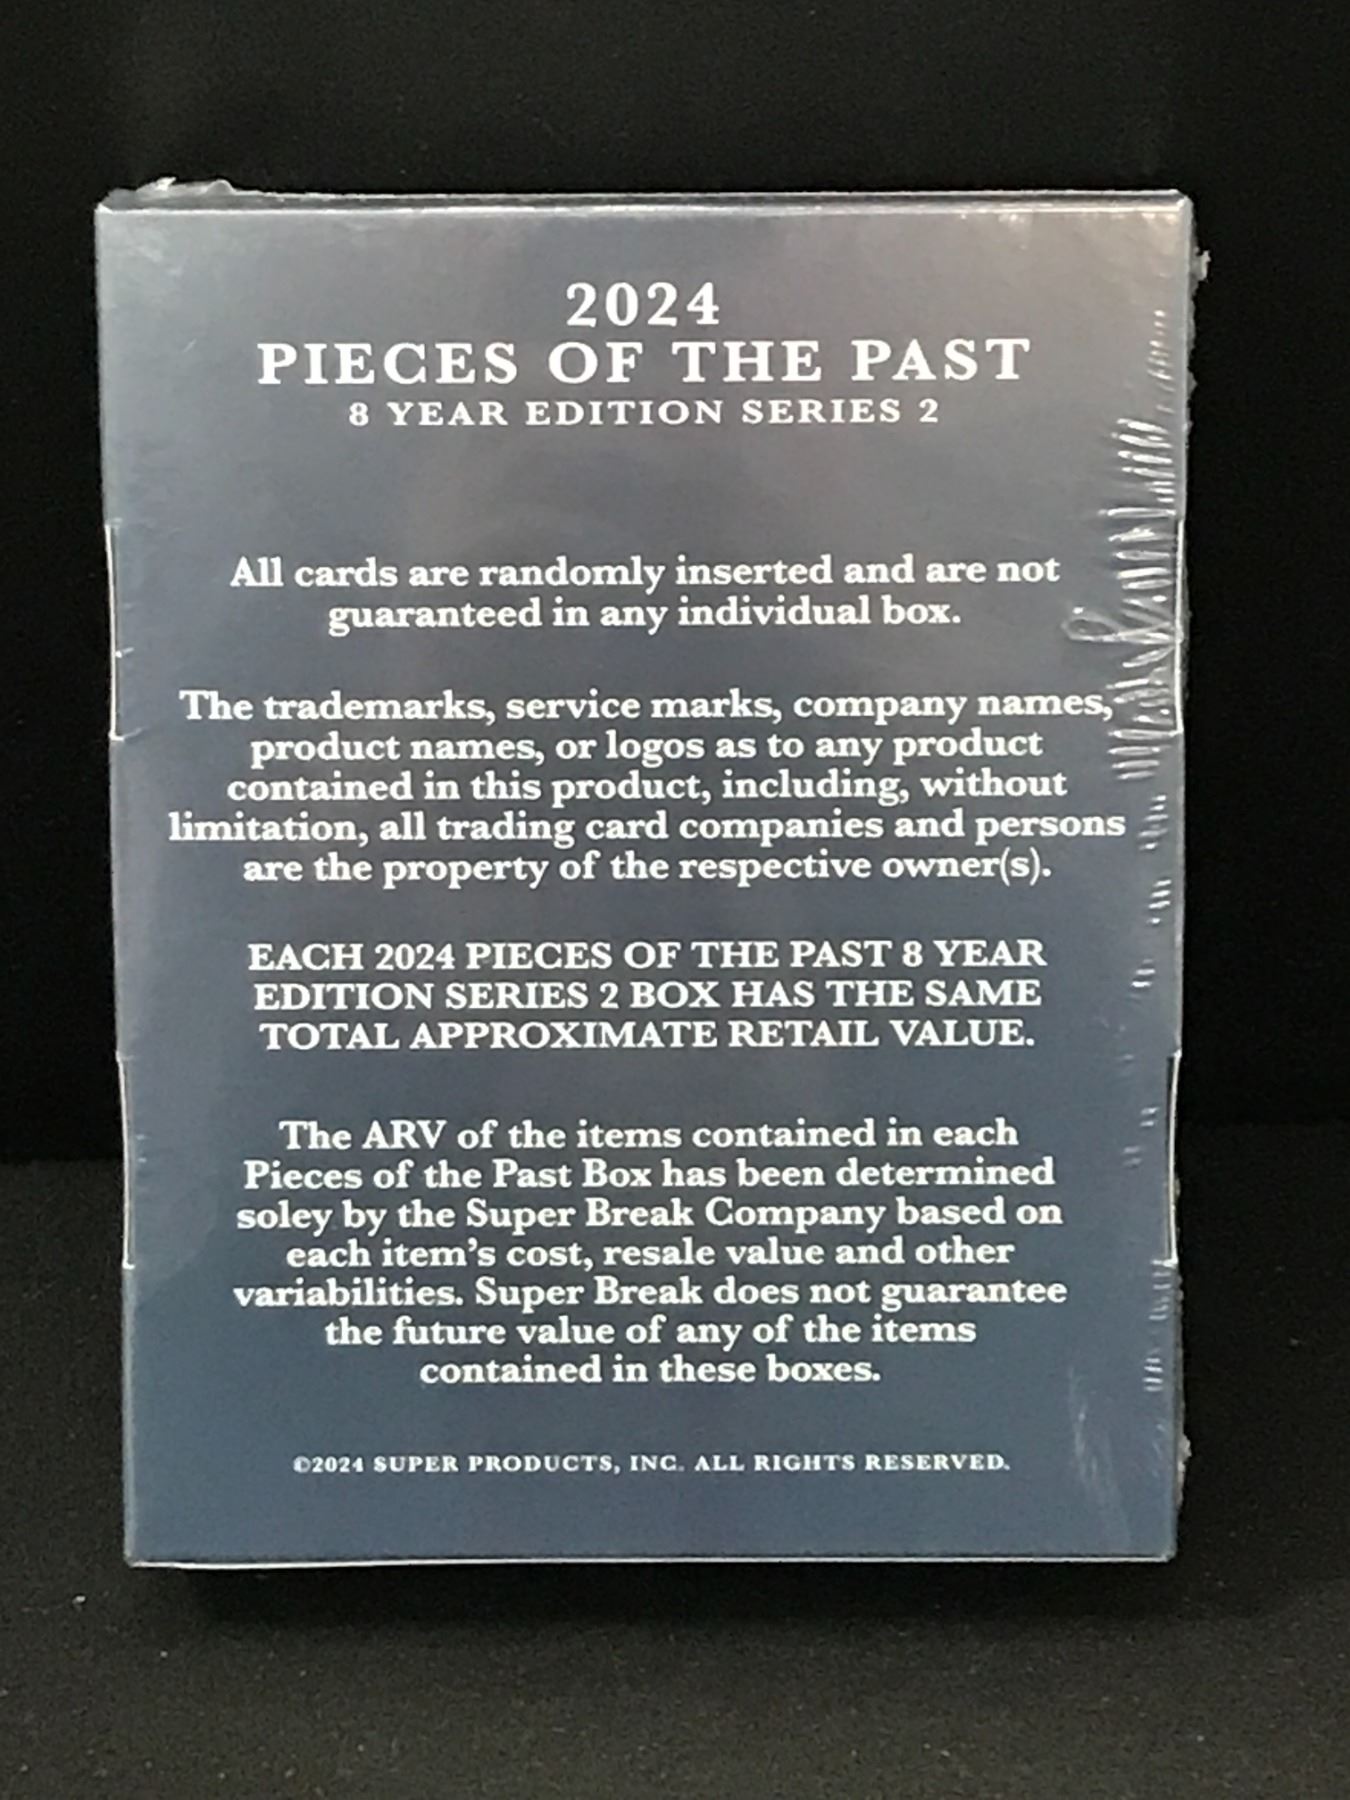 2024
PIECES OF THE PAST
8 YEAR EDITION SERIES 2
All cards are randomly inserted and are not
guaranteed in any individual box.
The trademarks, service marks, company names,
product names, or logos as to any product
contained in this product, including, without
limitation, all trading card companies and persons
are the property of the respective owner(s).
EACH 2024 PIECES OF THE PAST 8 YEAR
EDITION SERIES 2 BOX HAS THE SAME
TOTAL APPROXIMATE RETAIL VALUE.
The ARV of the items contained in each
Pieces of the Past Box has been determined
soley by the Super Break Company based on
each item's cost, resale value and other
variabilities. Super Break does not guarantee
the future value of any of the items
contained in these boxes.
©2024 SUPER PRODUCTS, INC. ALL RIGHTS RESERVED.